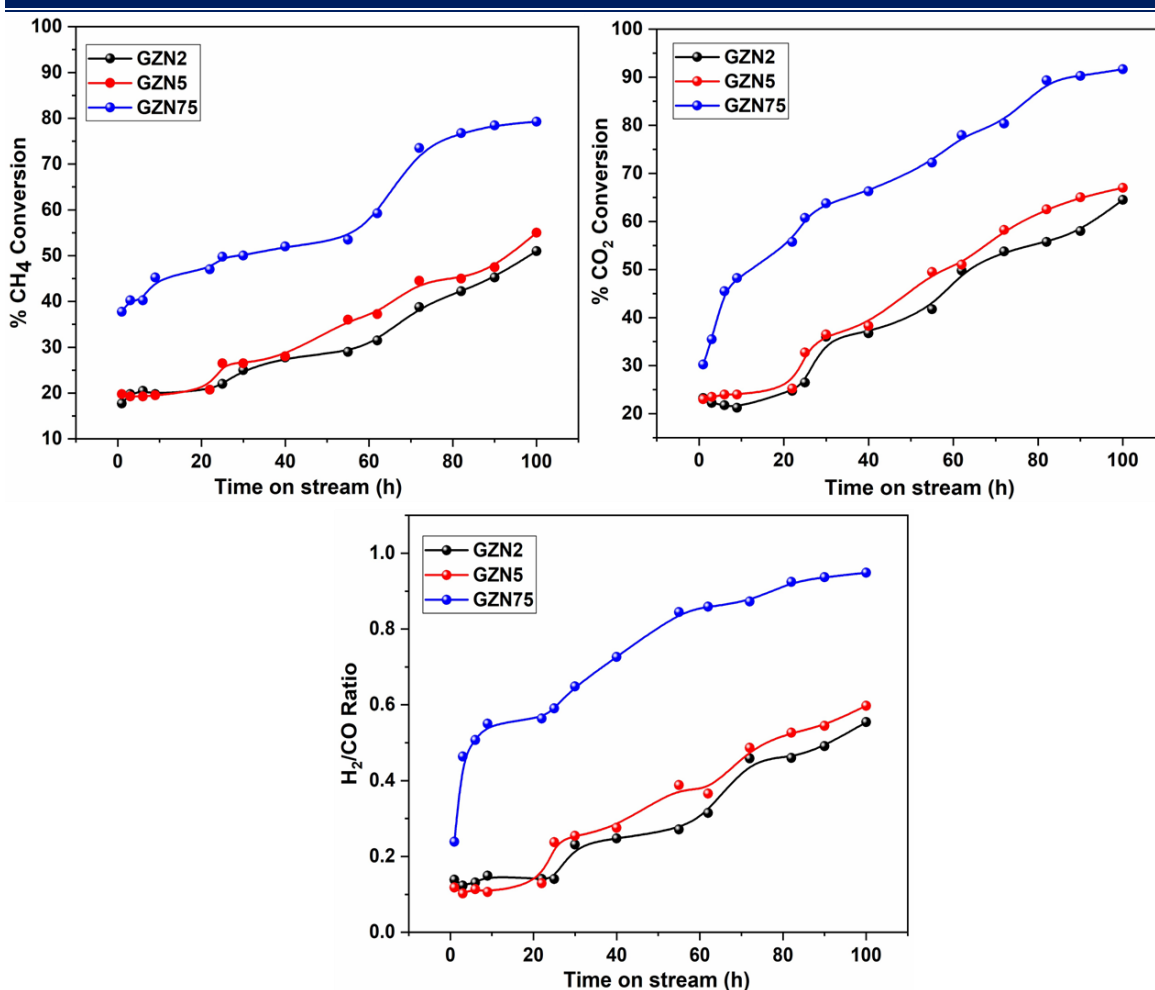 % CH4 Conversion
100
90
80
70
60
50
40
30
20
10
GZN2
GZN5
GZN75
0 20 40 60 80 100
Time on stream (h)
% CO2 Conversion
100
90
80
70
60
50
40
30
20
GZN2
GZN5
GZN75
0 20 40 60 80 100
Time on stream (h)
H2/CO Ratio
1.0
0.8
0.6
0.4
0.2
0.0
GZN2
GZN5
GZN75
0 20 40 60 80 100
Time on stream (h)